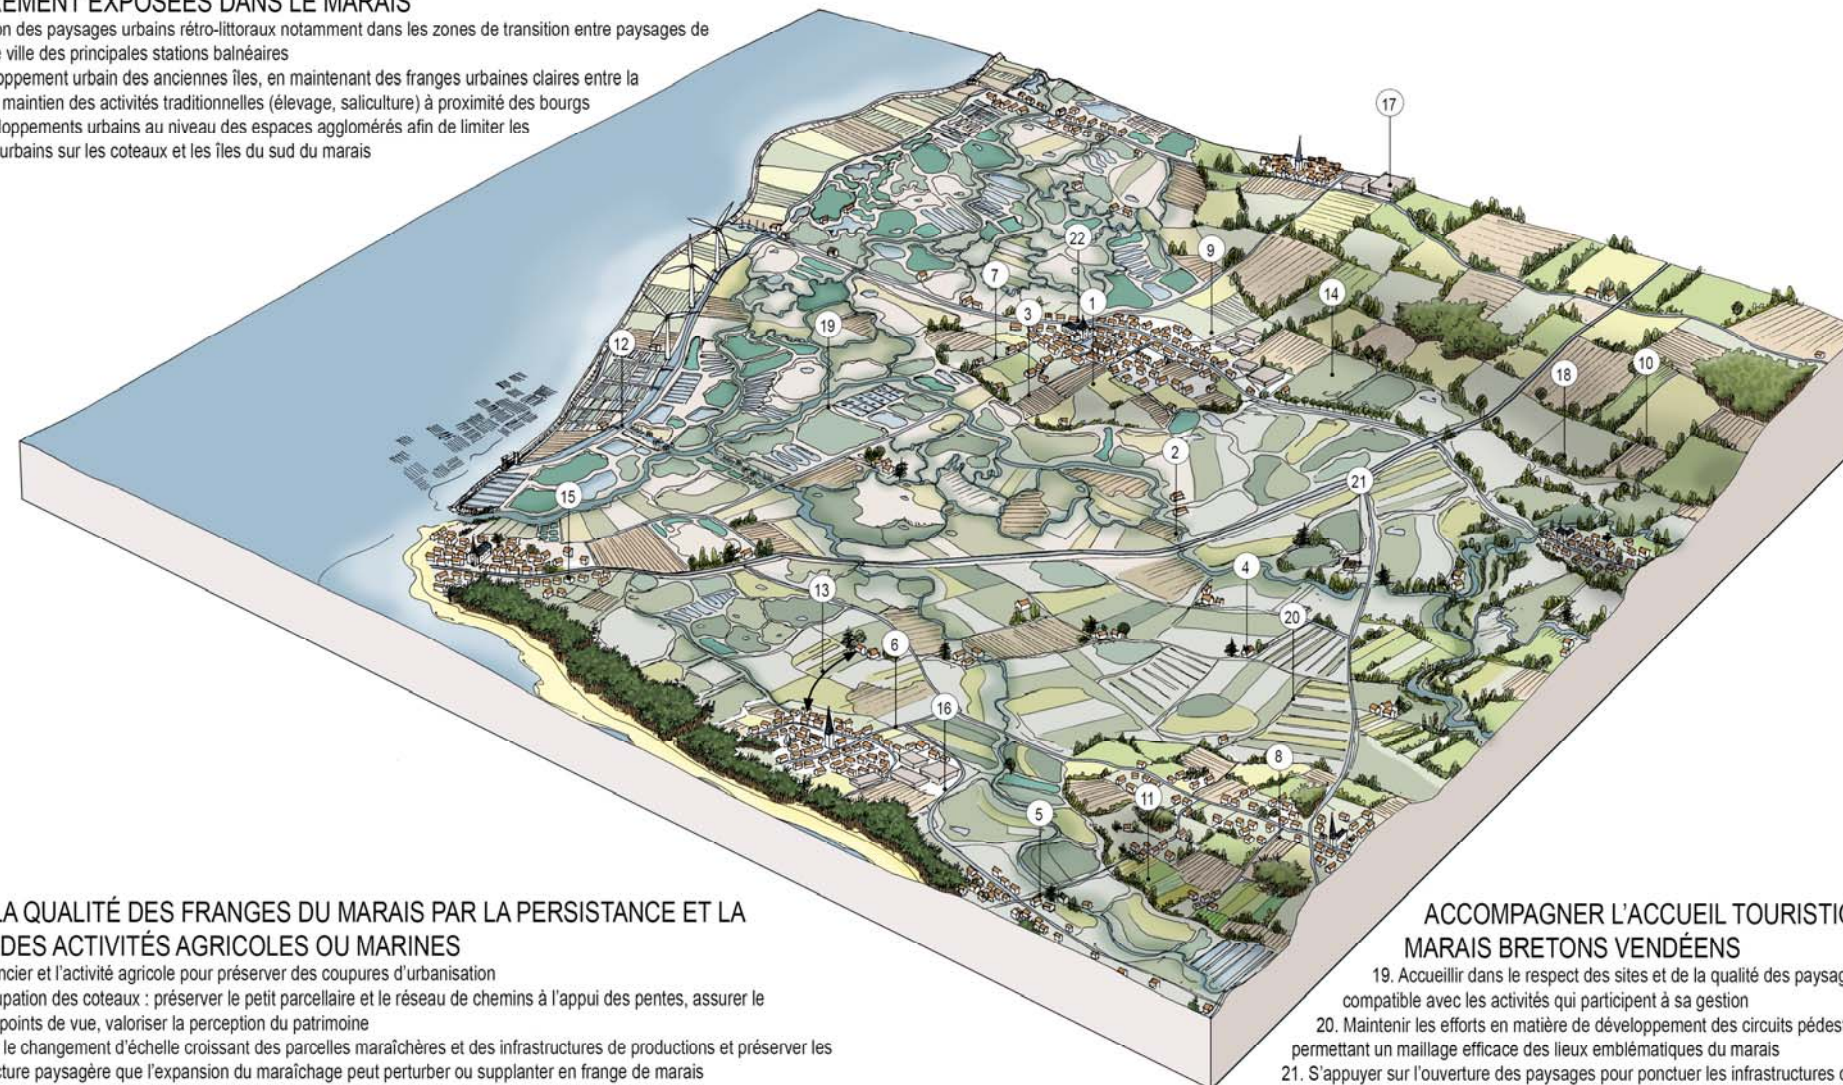 EMENT EXPOSÉES DANS LE MARAIS
on des paysages urbains rétro-littoraux notamment dans les zones de transition entre paysages de
ville des principales stations balnéaires
oppement urbain des anciennes îles, en maintenant des franges urbaines claires entre la
maintien des activités traditionnelles (élevage, saliculture) à proximité des bourgs
loppements urbains au niveau des espaces agglomérés afin de limiter les
urbains sur les coteaux et les îles du sud du marais
17
22
9
7
14
1
3
19
12
10
18
2
21
15
4
13
20
6
16
8
11
5
LA QUALITÉ DES FRANGES DU MARAIS PAR LA PERSISTANCE ET LA
DES ACTIVITÉS AGRICOLES OU MARINES
ncier et l'activité agricole pour préserver des coupures d'urbanisation
upation des coteaux : préserver le petit parcellaire et le réseau de chemins à l'appui des pentes, assurer le
points de vue, valoriser la perception du patrimoine
le changement d'échelle croissant des parcelles maraîchères et des infrastructures de productions et préserver les
cture paysagère que l'expansion du maraîchage peut perturber ou supplanter en frange de marais
ACCOMPAGNER L'ACCUEIL TOURISTIQ
MARAIS BRETONS VENDÉENS
19. Accueillir dans le respect des sites et de la qualité des paysag
compatible avec les activités qui participent à sa gestion
20. Maintenir les efforts en matière de développement des circuits pédest
permettant un maillage efficace des lieux emblématiques du marais
21. S'appuyer sur l'ouverture des paysages pour ponctuer les infrastructures d